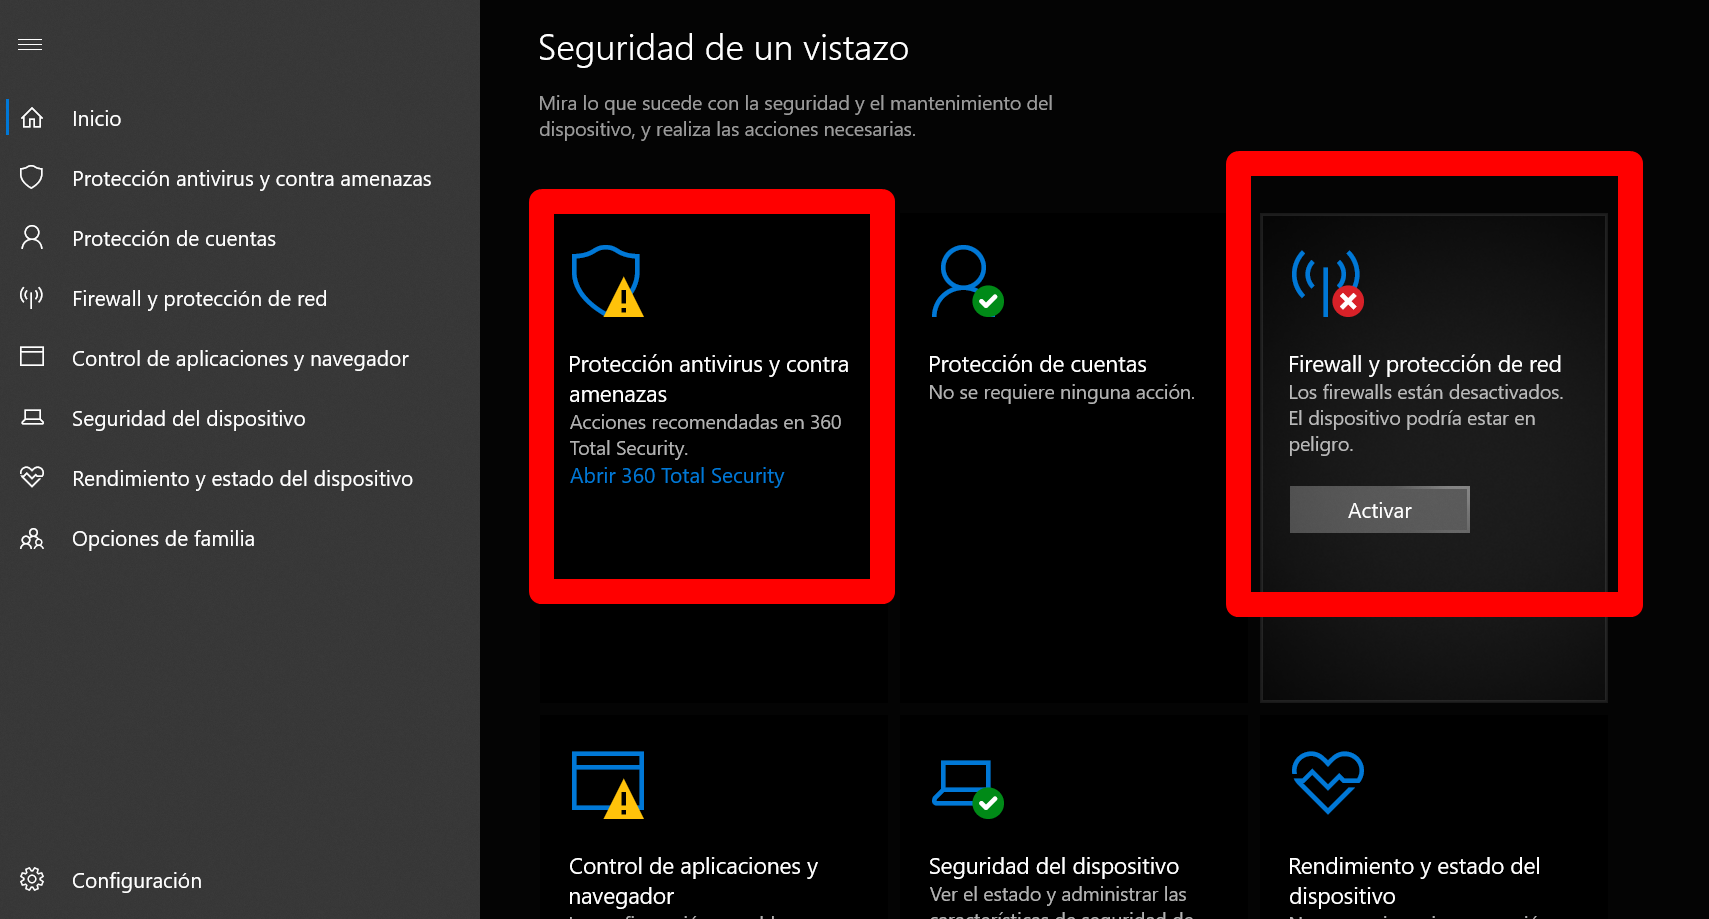 Inicio
Protección antivirus y contra amenazas
Protección de cuentas
Firewall y protección de red
Control de aplicaciones y navegador
Seguridad del dispositivo
Rendimiento y estado del dispositivo
Opciones de familia
Configuración
Seguridad de un vistazo
Mira lo que sucede con la seguridad y el mantenimiento del
dispositivo, y realiza las acciones necesarias.
Protección antivirus y contra
amenazas
Acciones recomendadas en 360
Total Security.
Abrir 360 Total Security
Protección de cuentas
No se requiere ninguna acción.
Firewall y protección de red
Los firewalls están desactivados.
El dispositivo podría estar en
peligro.
Activar
Control de aplicaciones y
navegador
Seguridad del dispositivo
Ver el estado y administrar las
características de seguridad de
Rendimiento y estado del
dispositivo